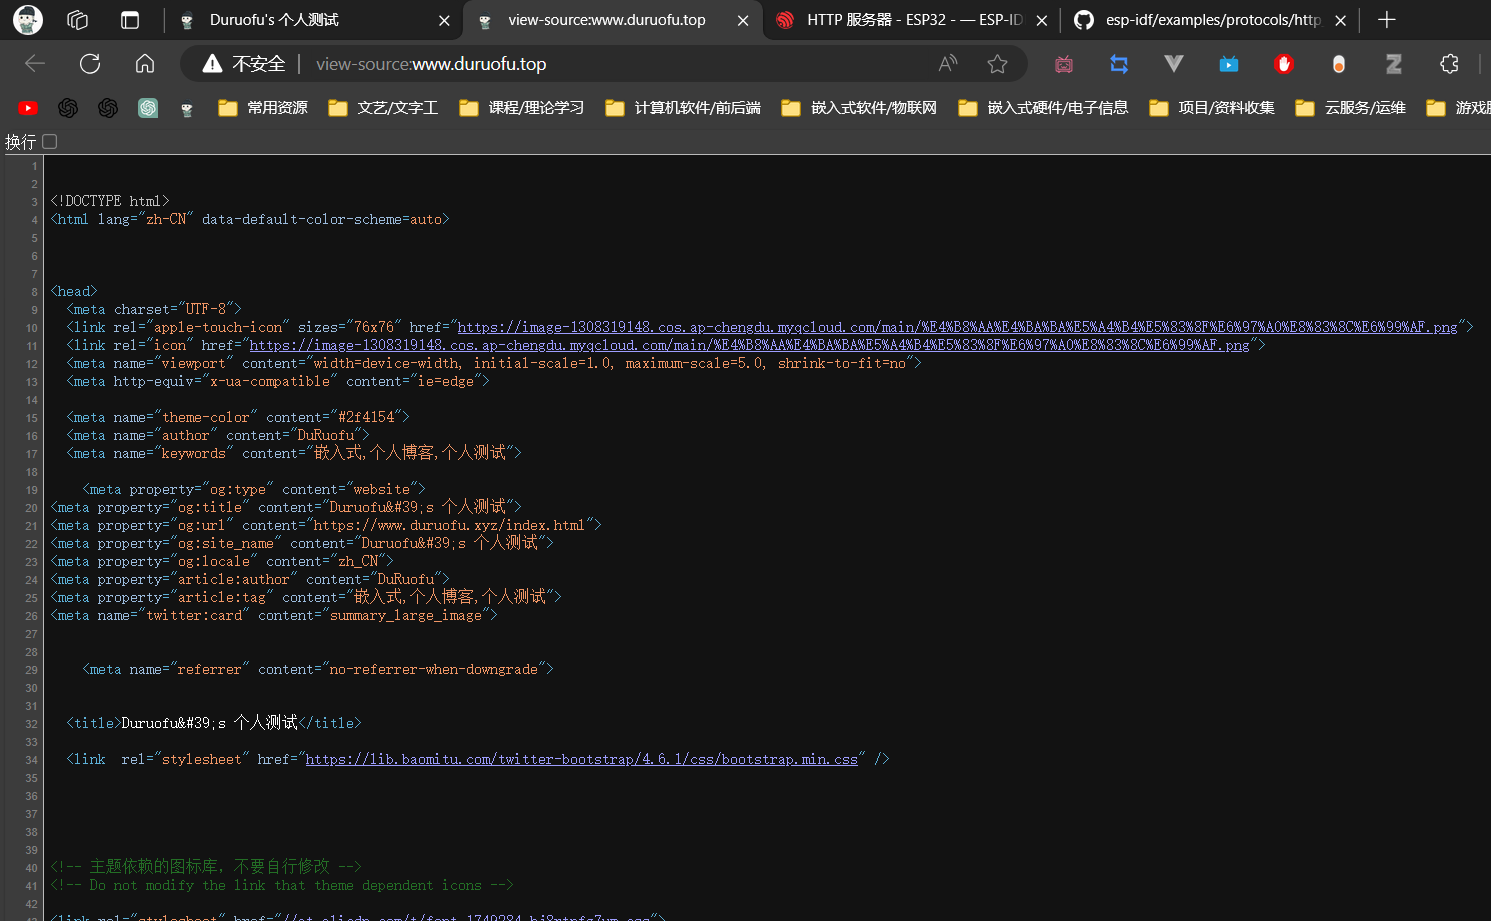 Duruofu's 个人测试
view-source:www.duruofu.top
HTTP 服务器 - ESP32 - — ESP-ID
esp-idf/examples/protocols/http
不安全 view-source:www.duruofu.top
常用资源 文艺/文字工 课程/理论学习 计算机软件/前后端 嵌入式软件/物联网 嵌入式硬件/电子信息 项目/资料收集 云服务/运维
换行
1
2
3 <!DOCTYPE html>
4 <html lang="zh-CN" data-default-color-scheme=auto>
5
6
7
8 <head>
9 <meta charset="UTF-8">
10 <link rel="apple-touch-icon" sizes="76x76" href="https://image-1308319148.cos.ap-chengdu.myqcloud.com/main/%E4%B8%AA%E4%BA%BA%E5%A4%B4%E5%83%8F%E6%97%A0%E8%83%8C%E6%99%AF.png">
11 <link rel="icon" href="https://image-1308319148.cos.ap-chengdu.myqcloud.com/main/%E4%B8%AA%E4%BA%BA%E5%A4%B4%E5%83%8F%E6%97%A0%E8%83%8C%E6%99%AF.png">
12 <meta name="viewport" content="width=device-width, initial-scale=1.0, maximum-scale=5.0, shrink-to-fit=no">
13 <meta http-equiv="x-ua-compatible" content="ie=edge">
14
15 <meta name="theme-color" content="#2f4154">
16 <meta name="author" content="DuRuofu">
17 <meta name="keywords" content="嵌入式,个人博客,个人测试">
18
19 <meta property="og:type" content="website">
20 <meta property="og:title" content="Duruofu&#39;s 个人测试">
21 <meta property="og:url" content="https://www.duruofu.xyz/index.html">
22 <meta property="og:site_name" content="Duruofu&#39;s 个人测试">
23 <meta property="og:locale" content="zh_CN">
24 <meta property="article:author" content="DuRuofu">
25 <meta property="article:tag" content="嵌入式,个人博客,个人测试">
26 <meta name="twitter:card" content="summary_large_image">
27
28
29 <meta name="referrer" content="no-referrer-when-downgrade">
30
31
32 <title>Duruofu&#39;s 个人测试</title>
33
34 <link  rel="stylesheet" href="https://lib.baomitu.com/twitter-bootstrap/4.6.1/css/bootstrap.min.css" />
35
36
37
38
39
40 <!-- 主题依赖的图标库，不要自行修改 -->
41 <!-- Do not modify the link that theme dependent icons -->
42